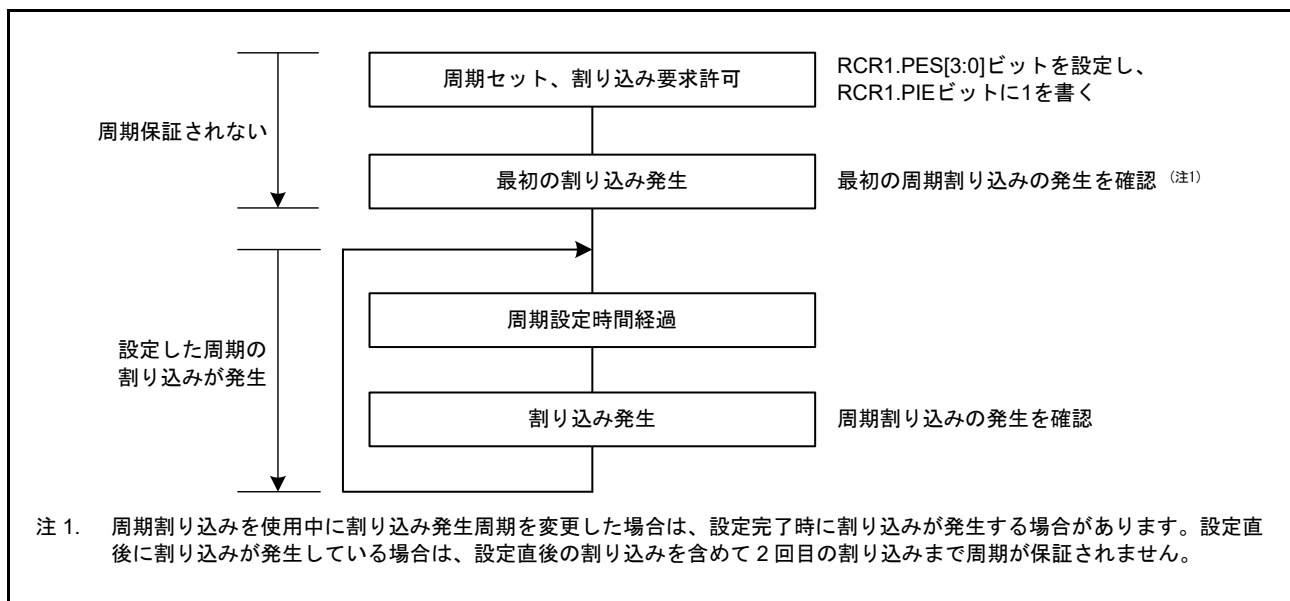 周期セット、割り込み要求許可
RCR1.PES[3:0]ビットを設定し、
RCR1.PIEビットに1を書く
周期保証されない
最初の割り込み発生
最初の周期割り込みの発生を確認 (注1)
周期設定時間経過
設定した周期の
割り込みが発生
割り込み発生
周期割り込みの発生を確認
注 1. 周期割り込みを使用中に割り込み発生周期を変更した場合は、設定完了時に割り込みが発生する場合があります。設定直
後に割り込みが発生している場合は、設定直後の割り込みを含めて 2 回目の割り込みまで周期が保証されません。